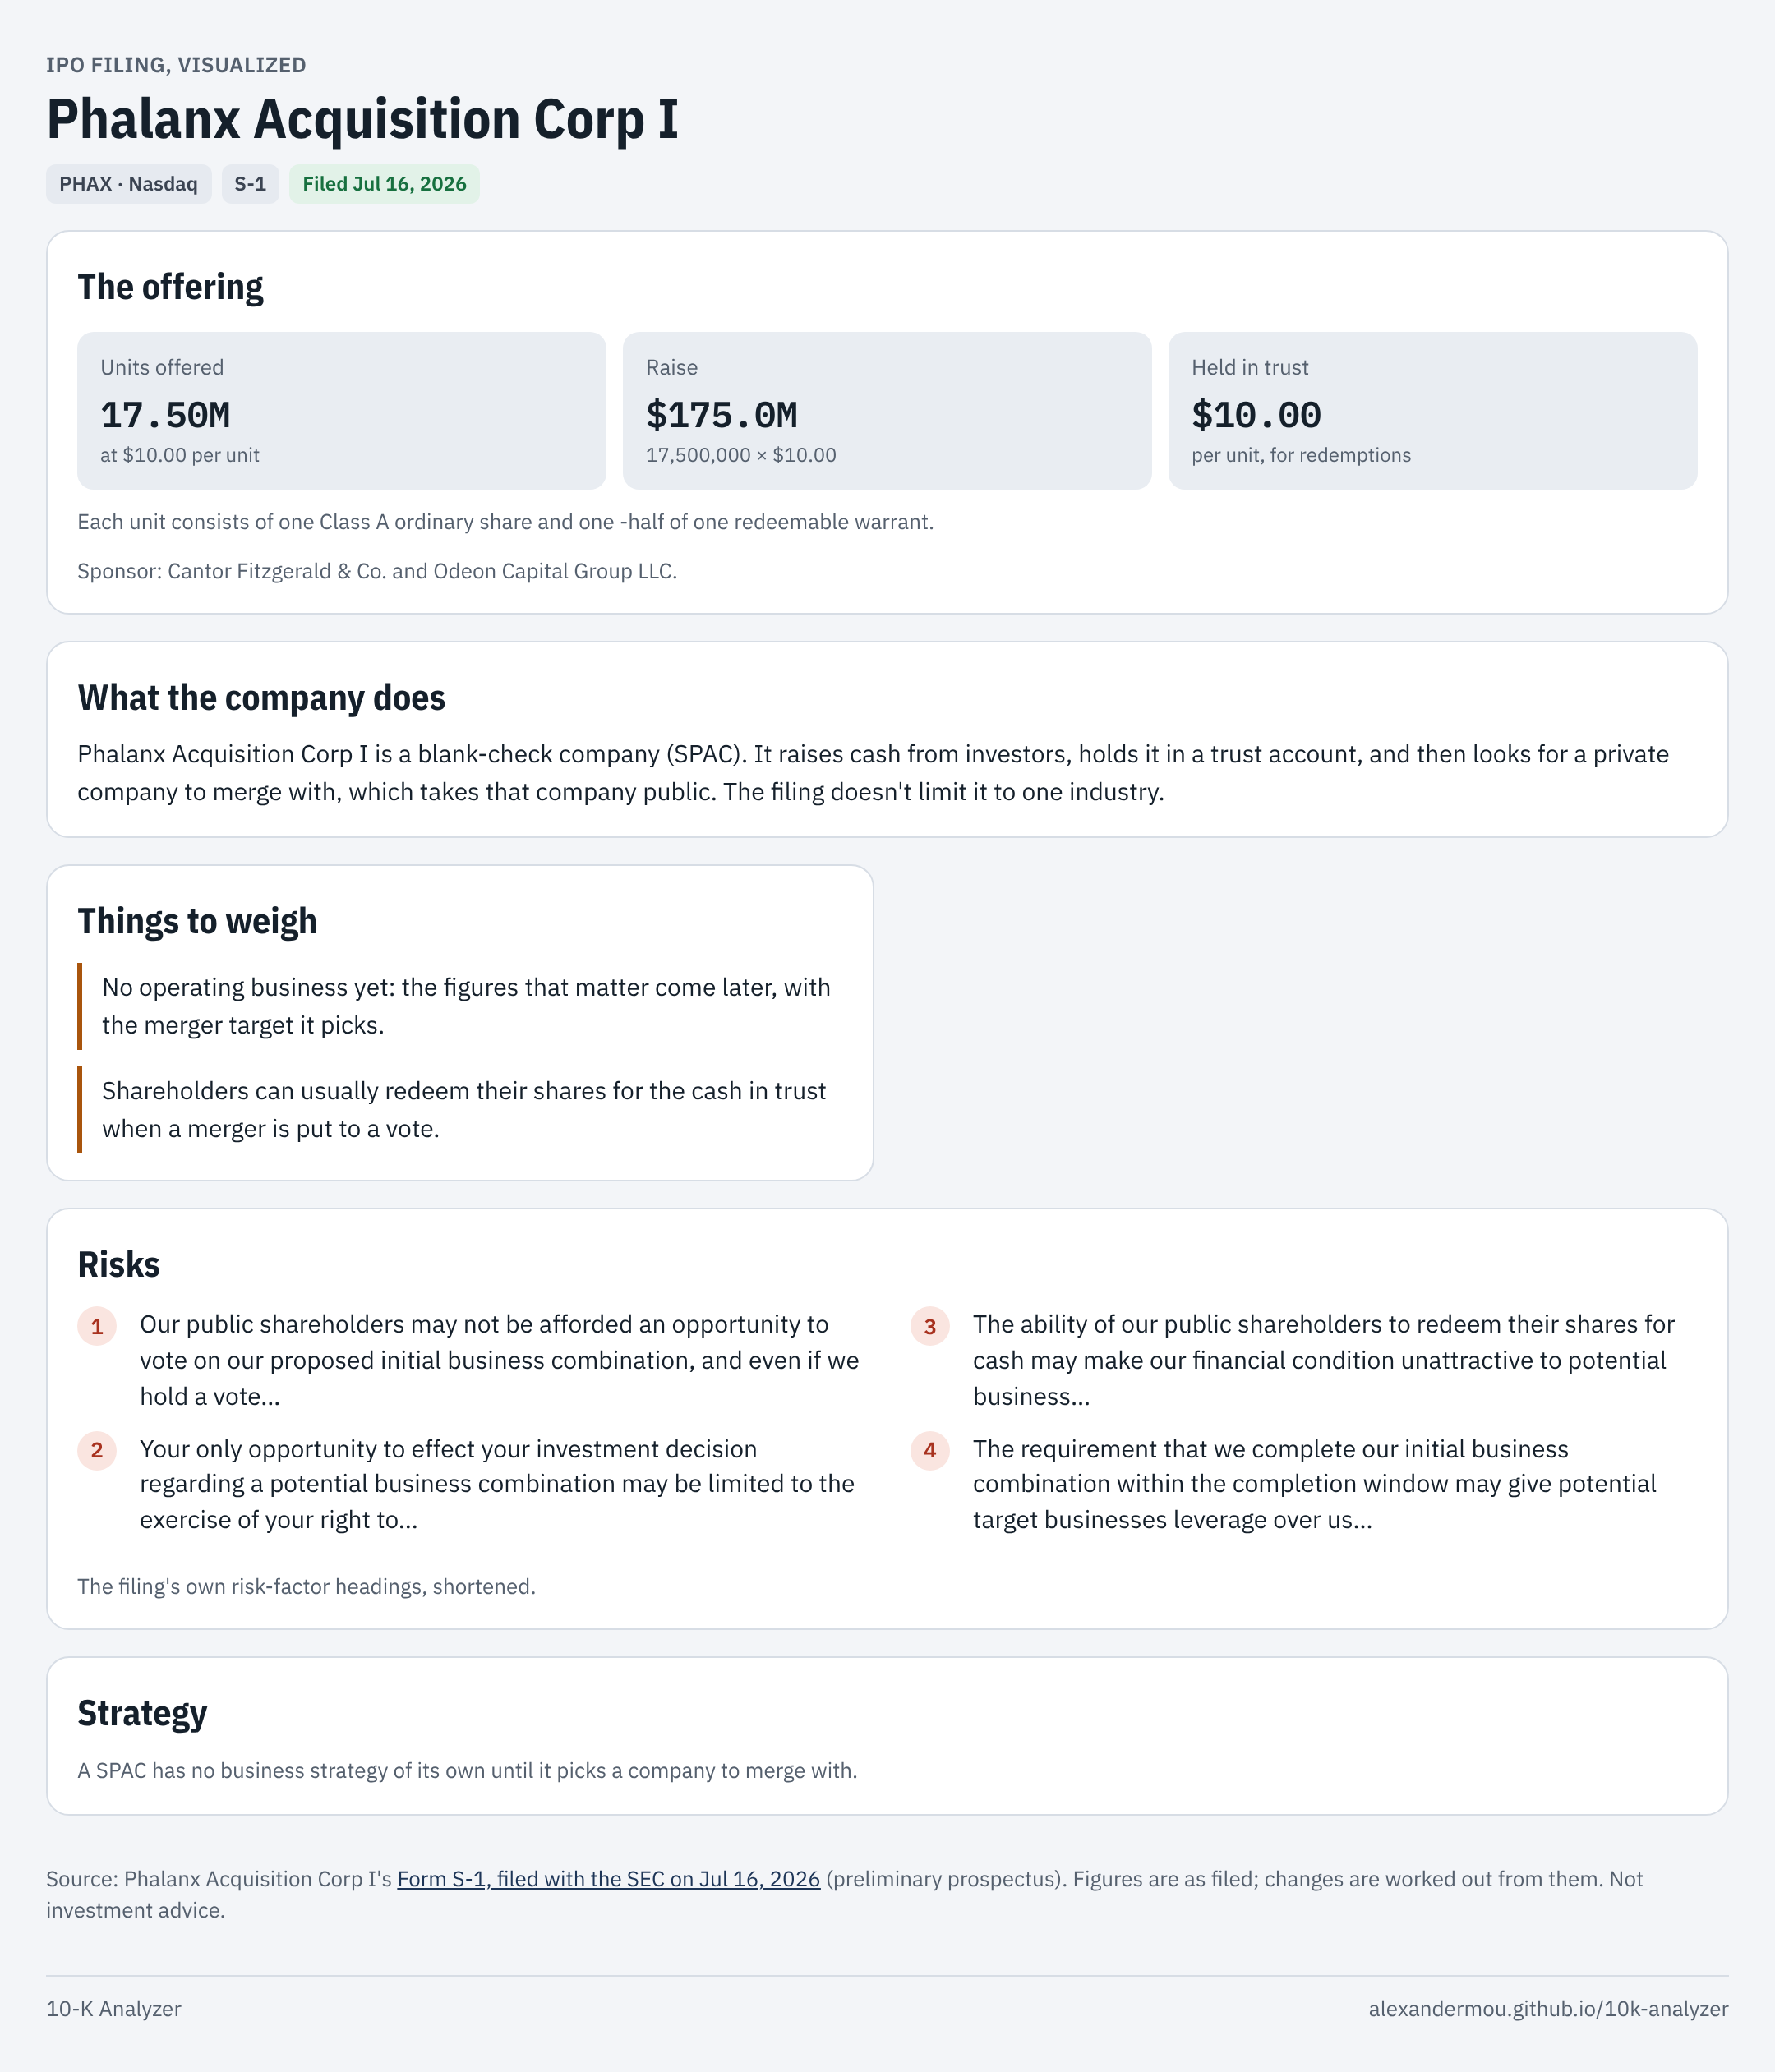 IPO FILING, VISUALIZED
Phalanx Acquisition Corp I
PHAX · Nasdaq S-1 Filed Jul 16, 2026
The offering
Units offered
17.50M
at $10.00 per unit
Raise
$175.0M
17,500,000 × $10.00
Held in trust
$10.00
per unit, for redemptions
Each unit consists of one Class A ordinary share and one -half of one redeemable warrant.
Sponsor: Cantor Fitzgerald & Co. and Odeon Capital Group LLC.
What the company does
Phalanx Acquisition Corp I is a blank-check company (SPAC). It raises cash from investors, holds it in a trust account, and then looks for a private
company to merge with, which takes that company public. The filing doesn't limit it to one industry.
Things to weigh
No operating business yet: the figures that matter come later, with
the merger target it picks.
Shareholders can usually redeem their shares for the cash in trust
when a merger is put to a vote.
Risks
1 Our public shareholders may not be afforded an opportunity to
vote on our proposed initial business combination, and even if we
hold a vote…
2 Your only opportunity to effect your investment decision
regarding a potential business combination may be limited to the
exercise of your right to…
3 The ability of our public shareholders to redeem their shares for
cash may make our financial condition unattractive to potential
business…
4 The requirement that we complete our initial business
combination within the completion window may give potential
target businesses leverage over us…
The filing's own risk-factor headings, shortened.
Strategy
A SPAC has no business strategy of its own until it picks a company to merge with.
Source: Phalanx Acquisition Corp I's Form S-1, filed with the SEC on Jul 16, 2026 (preliminary prospectus). Figures are as filed; changes are worked out from them. Not
investment advice.
10-K Analyzer
alexandermou.github.io/10k-analyzer